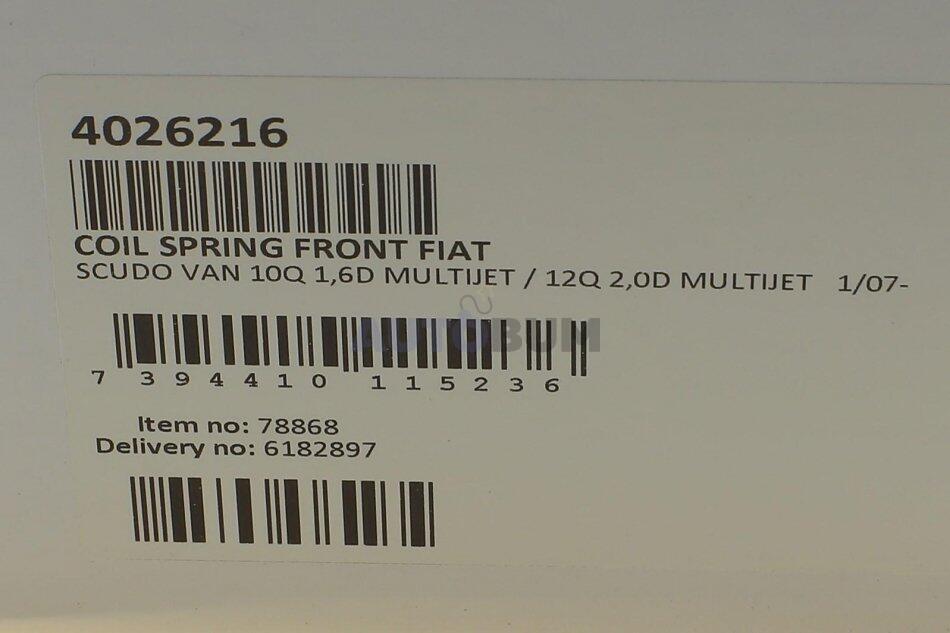 4026216
COIL SPRING FRONT FIAT
SCUDO VAN 10Q 1,6D MULTIJET / 12Q 2,0D MULTIJET 1/07-
AUTOBUM
7 394410 115236
Item no: 78868
Delivery no: 6182897